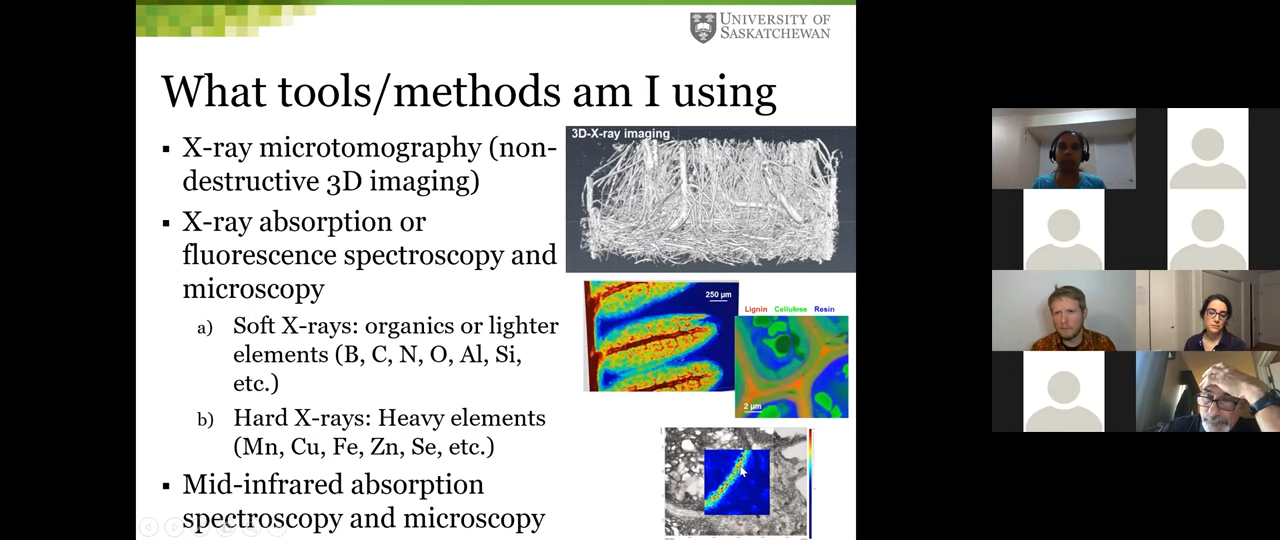 UNIVERSITY OF
SASKATCHEWAN
What tools/methods am I using
▪ X-ray microtomography (non-
destructive 3D imaging)
▪ X-ray absorption or
fluorescence spectroscopy and
microscopy
a) Soft X-rays: organics or lighter
elements (B, C, N, O, Al, Si,
etc.)
b) Hard X-rays: Heavy elements
(Mn, Cu, Fe, Zn, Se, etc.)
▪ Mid-infrared absorption
spectroscopy and microscopy
3D-X-ray imaging
250 µm
Lignin Cellulose Resin
2 µm